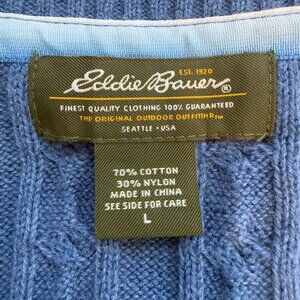 EST. 1920
Eddie Bauer®
FINEST QUALITY CLOTHING 100% GUARANTEED
THE ORIGINAL OUTDOOR OUTFITTER™
SEATTLE • USA
70% COTTON
30% NYLON
MADE IN CHINA
SEE SIDE FOR CARE
L